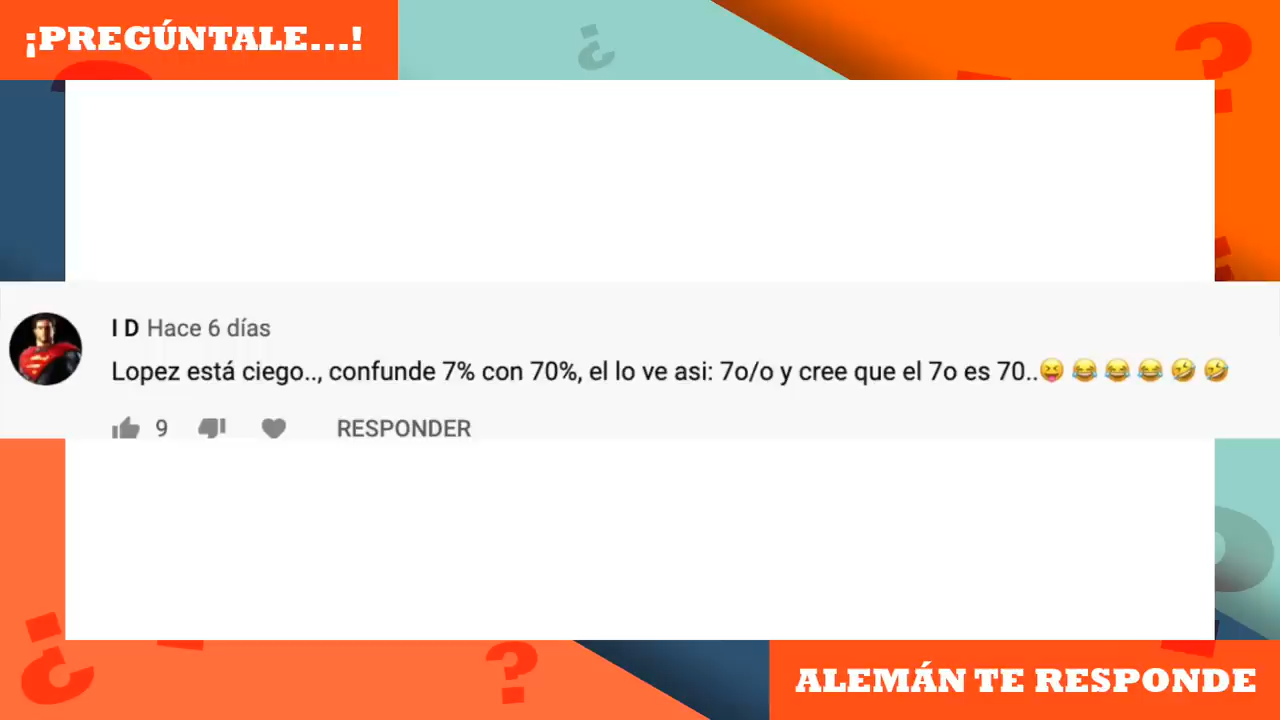 ¡PREGÚNTALE...!
I D Hace 6 días
Lopez está ciego.., confunde 7% con 70%, el lo ve asi: 7o/o y cree que el 7o es 70..😝 😂 😂 😂 🤣 🤣
9 RESPONDER
ALEMÁN TE RESPONDE